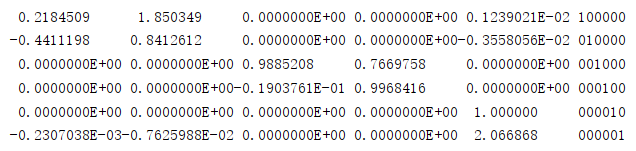 0.2184509 1.850349 0.0000000E+00 0.0000000E+00 0.1239021E-02 100000
-0.4411198 0.8412612 0.0000000E+00 0.0000000E+00-0.3558056E-02 010000
0.0000000E+00 0.0000000E+00 0.9885208 0.7669758 0.0000000E+00 001000
0.0000000E+00 0.0000000E+00-0.1903761E-01 0.9968416 0.0000000E+00 000100
0.0000000E+00 0.0000000E+00 0.0000000E+00 0.0000000E+00 1.000000 000010
-0.2307038E-03-0.7625988E-02 0.0000000E+00 0.0000000E+00 2.066868 000001